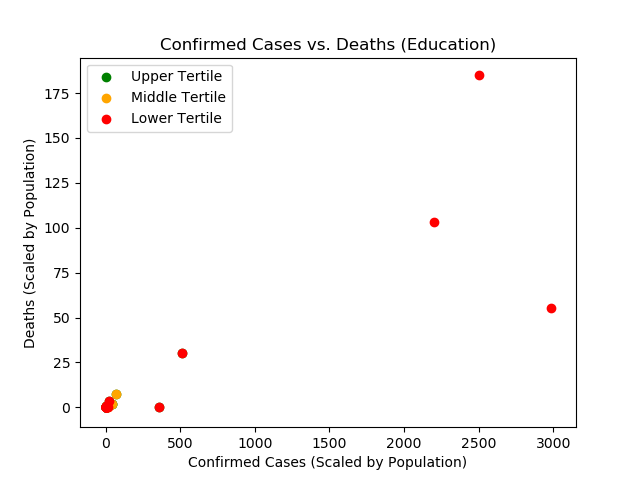 Confirmed Cases vs. Deaths (Education)
Upper Tertile
Middle Tertile
Lower Tertile
Deaths (Scaled by Population)
175
150
125
100
75
50
25
0
0 500 1000 1500 2000 2500 3000
Confirmed Cases (Scaled by Population)